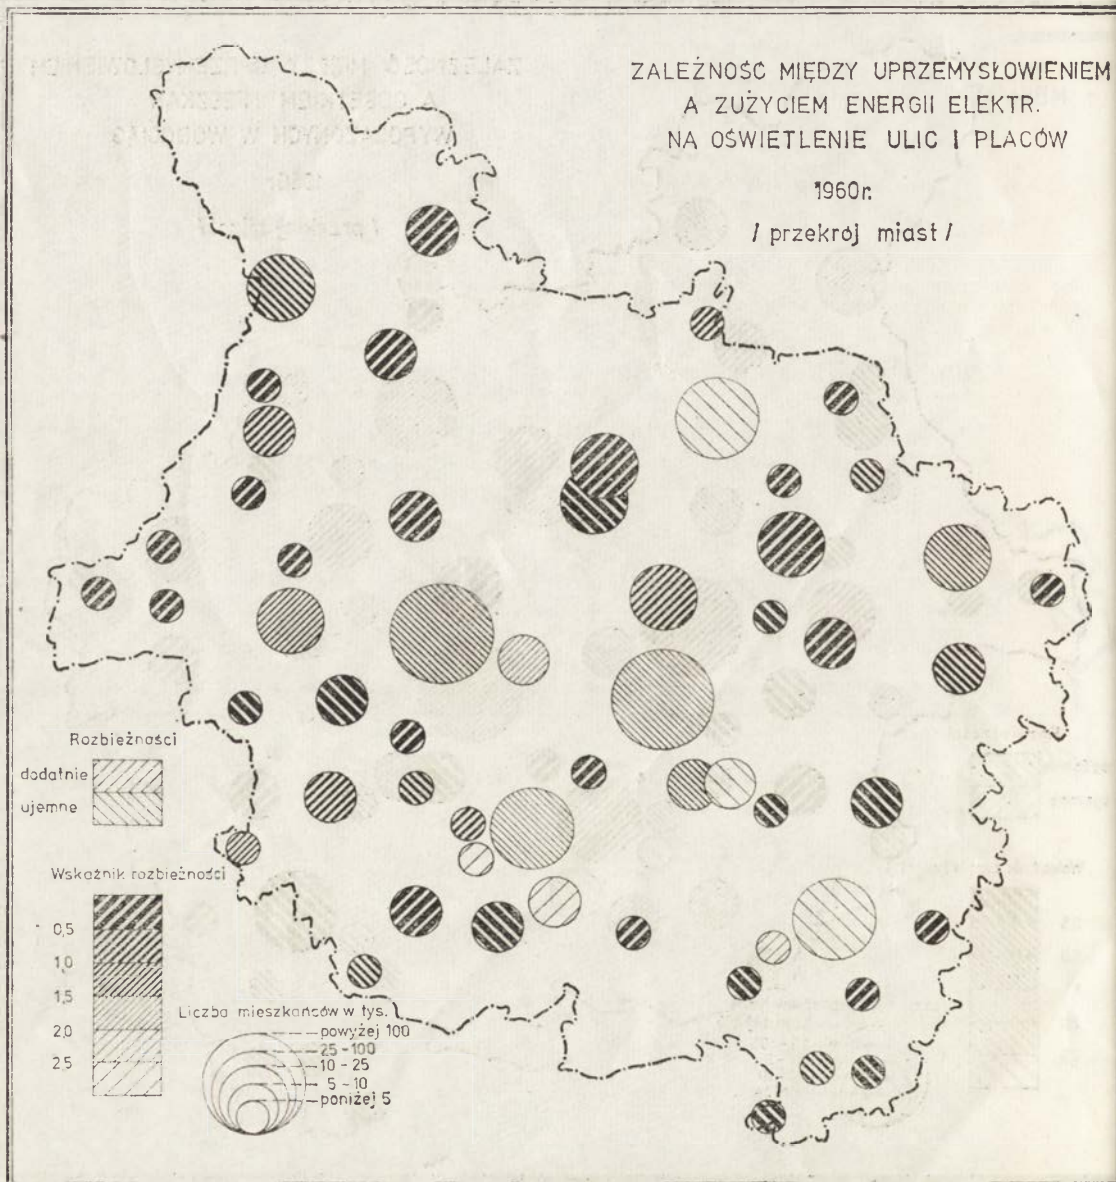 ZALEŻNOŚĆ MIĘDZY UPRZEMYSŁOWIENIEM
A ZUŻYCIEM ENERGII ELEKTR.
NA OŚWIETLENIE ULIC I PLACÓW
1960r.
/ przekrój miast /
Rozbieżności
dodatnie
ujemne
Wskaźnik rozbieżności
0,5
1,0
1,5
2,0
2,5
Liczba mieszkańców w tys.
powyżej 100
25-100
10 - 25
5 - 10
poniżej 5